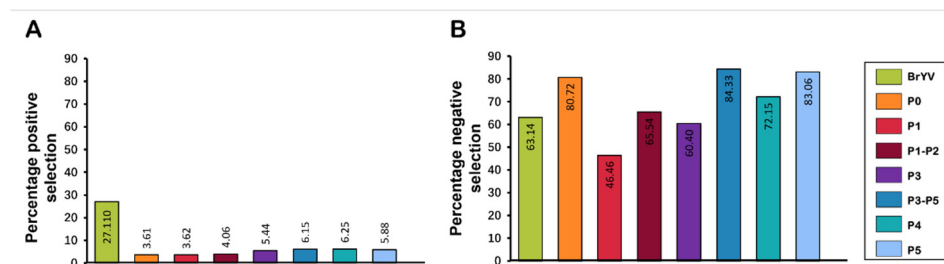 A
Percentage positive
selection
90
80
70
60
50
40
30
20
10
0
27.110
3.61
3.62
4.06
5.44
6.15
6.25
5.88
B
Percentage negative
selection
90
80
70
60
50
40
30
20
10
0
63.14
80.72
46.46
65.54
60.40
84.33
72.15
83.06
BrYV
P0
P1
P1-P2
P3
P3-P5
P4
P5